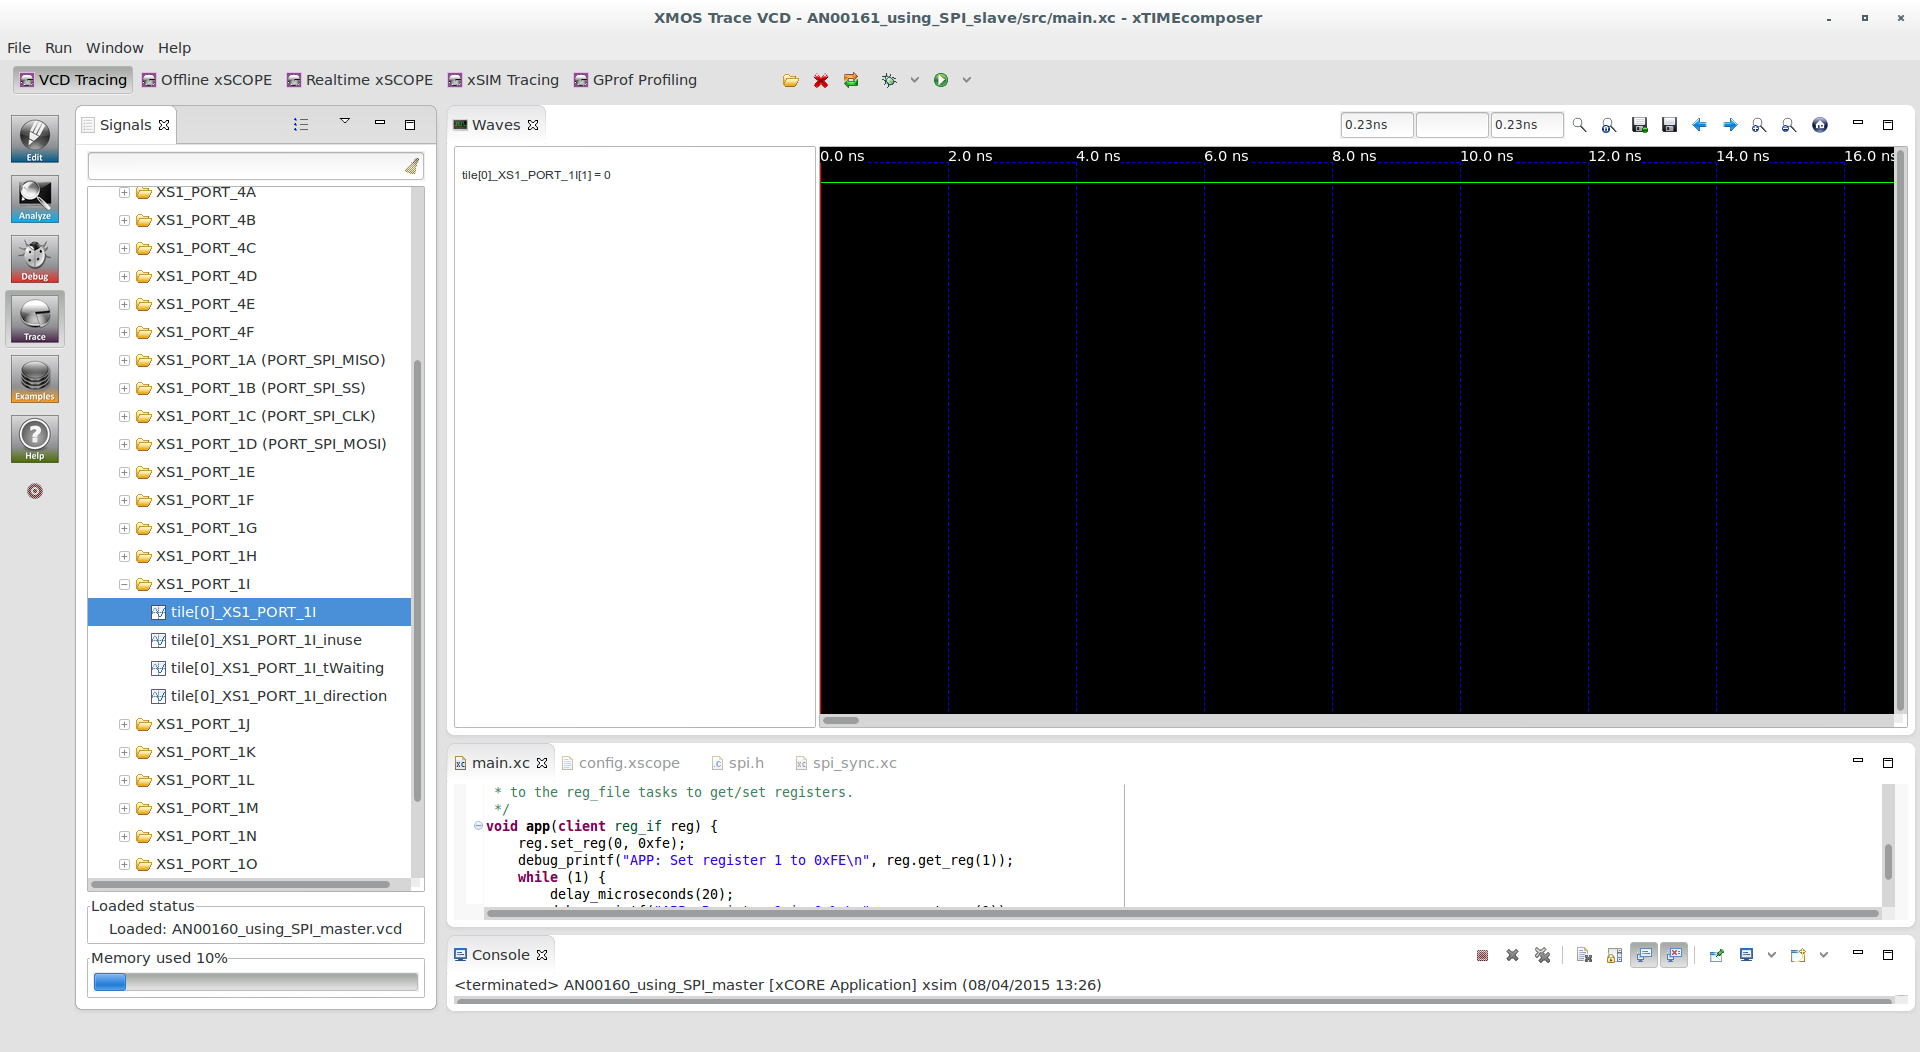 XMOS Trace VCD - AN00161_using_SPI_slave/src/main.xc - xTIMEcomposer
File Run Window Help
VCD Tracing Offline xSCOPE Realtime xSCOPE xSIM Tracing GProf Profiling
Edit
Analyze
Debug
Trace
Examples
Help
Signals
XS1_PORT_4A
XS1_PORT_4B
XS1_PORT_4C
XS1_PORT_4D
XS1_PORT_4E
XS1_PORT_4F
XS1_PORT_1A (PORT_SPI_MISO)
XS1_PORT_1B (PORT_SPI_SS)
XS1_PORT_1C (PORT_SPI_CLK)
XS1_PORT_1D (PORT_SPI_MOSI)
XS1_PORT_1E
XS1_PORT_1F
XS1_PORT_1G
XS1_PORT_1H
XS1_PORT_1I
tile[0]_XS1_PORT_1I
tile[0]_XS1_PORT_1I_inuse
tile[0]_XS1_PORT_1I_tWaiting
tile[0]_XS1_PORT_1I_direction
XS1_PORT_1J
XS1_PORT_1K
XS1_PORT_1L
XS1_PORT_1M
XS1_PORT_1N
XS1_PORT_1O
Loaded status
Loaded: AN00160_using_SPI_master.vcd
Memory used 10%
Waves
0.23ns 0.23ns
tile[0]_XS1_PORT_1I[1] = 0
0.0 ns 2.0 ns 4.0 ns 6.0 ns 8.0 ns 10.0 ns 12.0 ns 14.0 ns 16.0 ns
main.xc config.xscope spi.h spi_sync.xc
* to the reg_file tasks to get/set registers.
*/
void app(client reg_if reg) {
reg.set_reg(0, 0xfe);
debug_printf("APP: Set register 1 to 0xFE\n", reg.get_reg(1));
while (1) {
delay_microseconds(20);
Console
<terminated> AN00160_using_SPI_master [xCORE Application] xsim (08/04/2015 13:26)